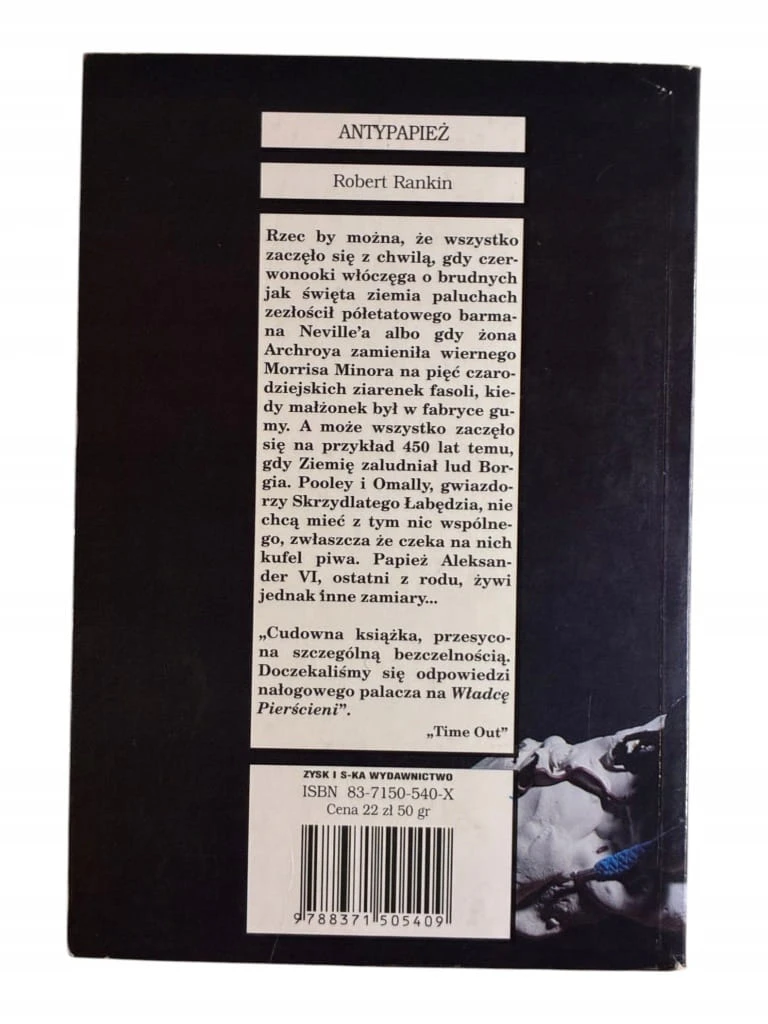 ANTYPAPIEŻ
Robert Rankin
Rzec by można, że wszystko
zaczęło się z chwilą, gdy czer-
wonooki włóczęga o brudnych
jak święta ziemia paluchach
zezłościł półetatowego barma-
na Neville'a albo gdy żona
Archroya zamieniła wiernego
Morrisa Minora na pięć czaro-
dziejskich ziarenek fasoli, kie-
dy małżonek był w fabryce gu-
my. A może wszystko zaczęło
się na przykład 450 lat temu,
gdy Ziemię zaludniał lud Bor-
gia. Pooley i Omally, gwiazdo-
rzy Skrzydlatego Łabędzia, nie
chcą mieć z tym nic wspólne-
go, zwłaszcza że czeka na nich
kufel piwa. Papież Aleksan-
der VI, ostatni z rodu, żywi
jednak inne zamiary...
„Cudowna książka, przesyco-
na szczególną bezczelnością.
Doczekaliśmy się odpowiedzi
nałogowego palacza na Władcę
Pierścieni”.
„Time Out”
ZYSK I S-KA WYDAWNICTWO
ISBN 83-7150-540-X
Cena 22 zł 50 gr
9788371505409